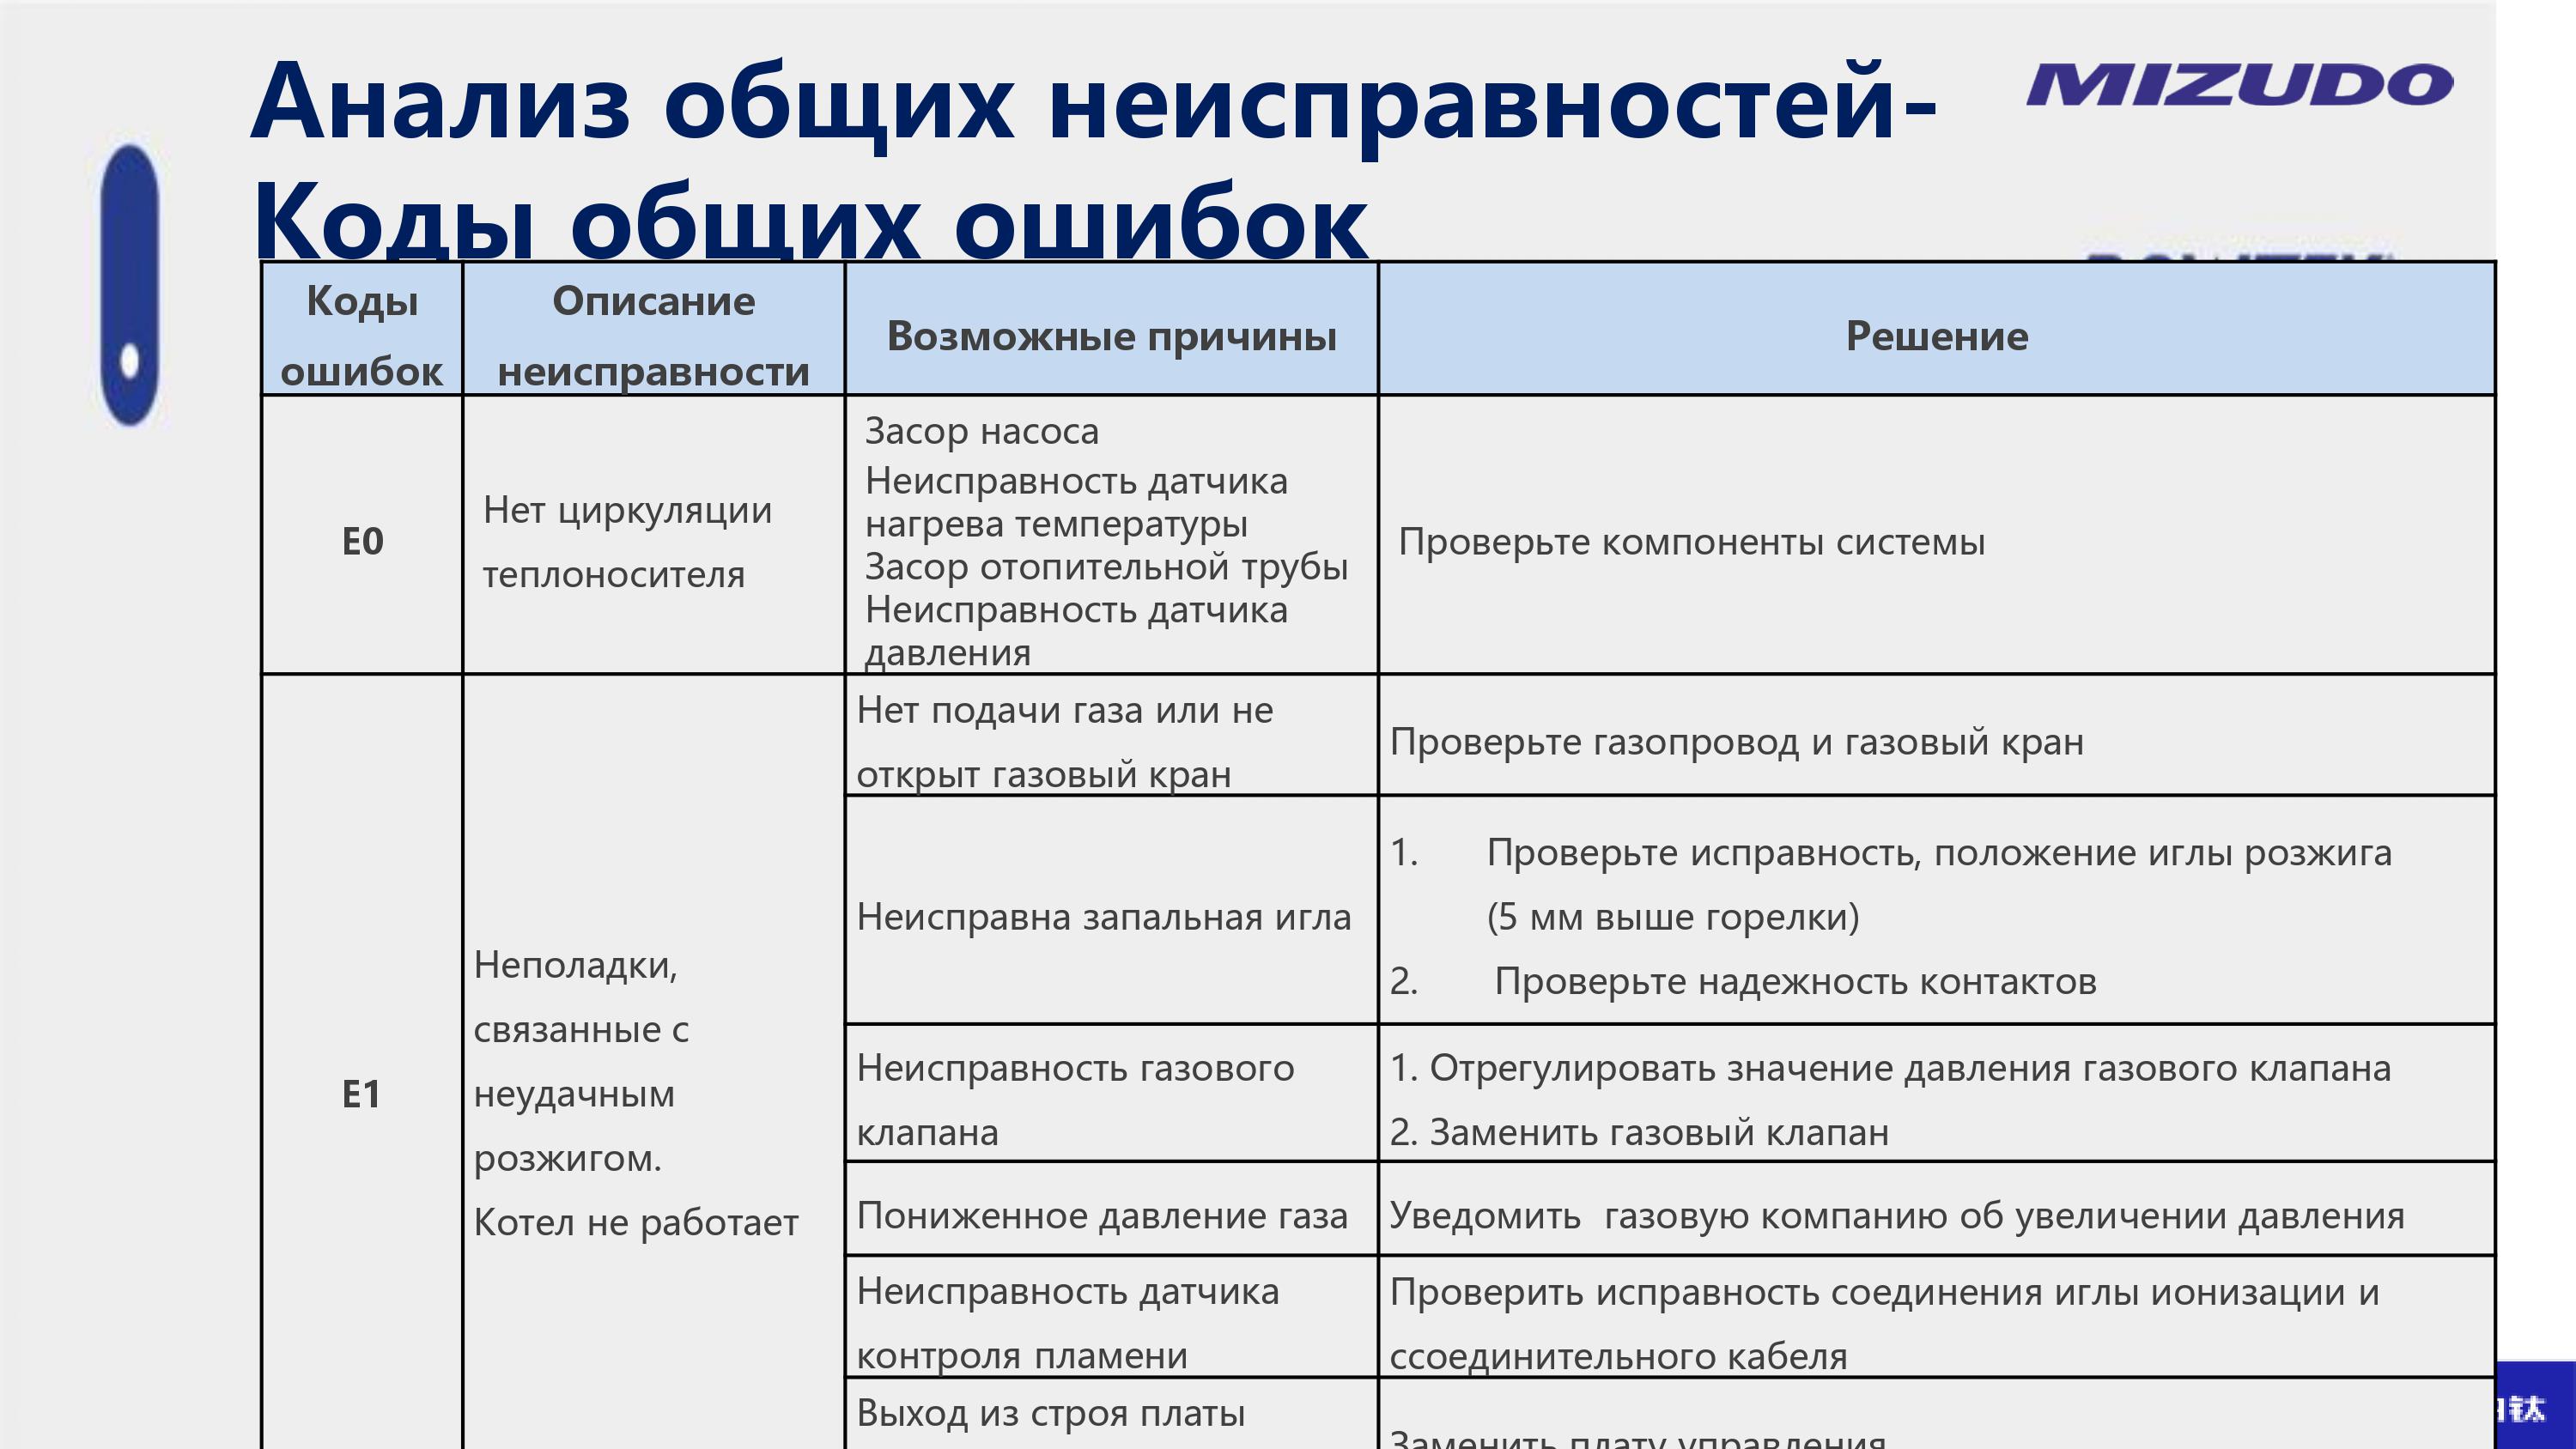 Анализ общих неисправностей-
Коды общих ошибок
MIZUDO
Коды
ошибок
Описание
неисправности
Возможные причины
Решение
E0
Нет циркуляции
теплоносителя
Засор насоса
Неисправность датчика
нагрева температуры
Засор отопительной трубы
Неисправность датчика
давления
Проверьте компоненты системы
E1
Неполадки,
связанные с
неудачным
розжигом.
Котел не работает
Нет подачи газа или не
открыт газовый кран
Проверьте газопровод и газовый кран
Неисправна запальная игла
1. Проверьте исправность, положение иглы розжига
(5 мм выше горелки)
2. Проверьте надежность контактов
Неисправность газового
клапана
1. Отрегулировать значение давления газового клапана
2. Заменить газовый клапан
Пониженное давление газа
Уведомить  газовую компанию об увеличении давления
Неисправность датчика
контроля пламени
Проверить исправность соединения иглы ионизации и
ссоединительного кабеля
Выход из строя платы
Заменить плату управления
钛